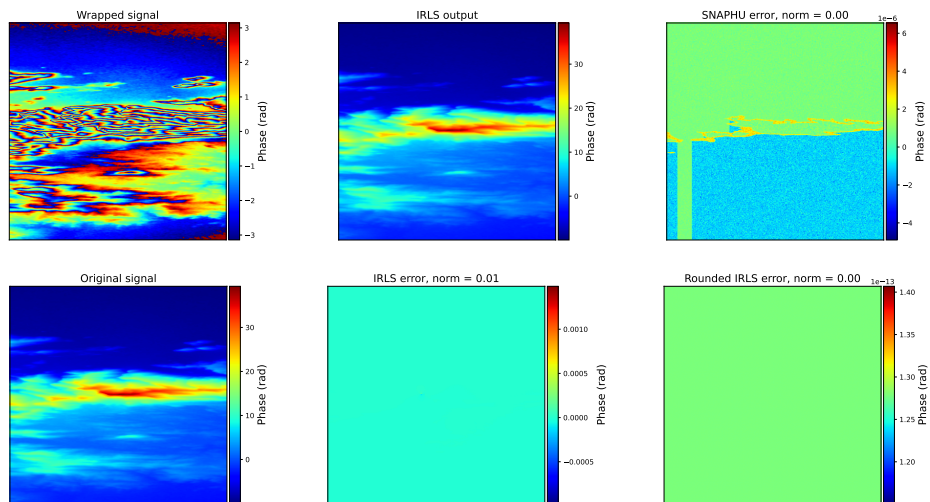 Wrapped signal
3
2
1
0
−1
−2
−3
Phase (rad)
IRLS output
30
20
10
0
Phase (rad)
SNAPHU error, norm = 0.00
1e−6
6
4
2
0
−2
−4
Phase (rad)
Original signal
30
20
10
0
Phase (rad)
IRLS error, norm = 0.01
0.0010
0.0005
0.0000
−0.0005
Phase (rad)
Rounded IRLS error, norm = 0.00
1e−13
1.40
1.35
1.30
1.25
1.20
Phase (rad)